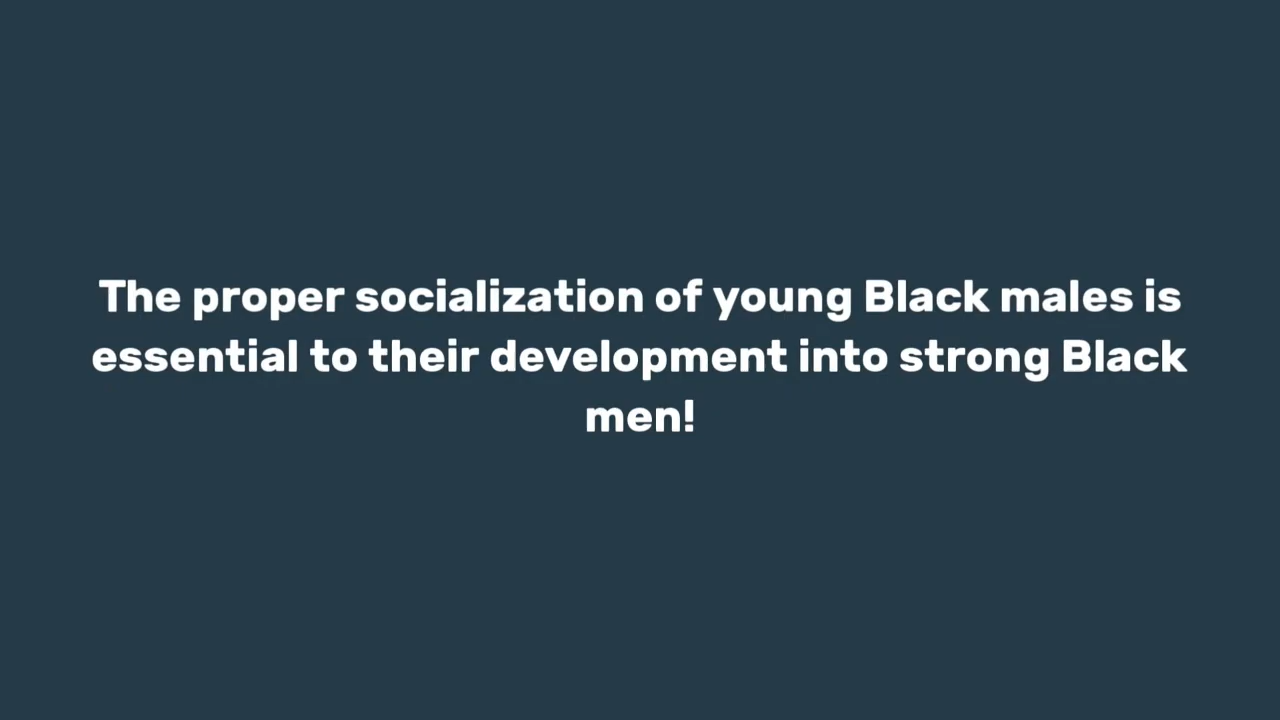 The proper socialization of young Black males is
essential to their development into strong Black
men!